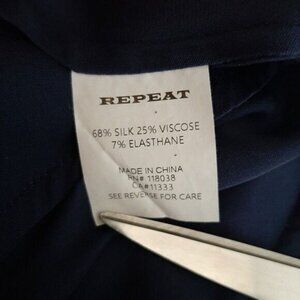 REPEAT
68% SILK 25% VISCOSE
7% ELASTHANE
MADE IN CHINA
RN# 118038
CA#11333
SEE REVERSE FOR CARE